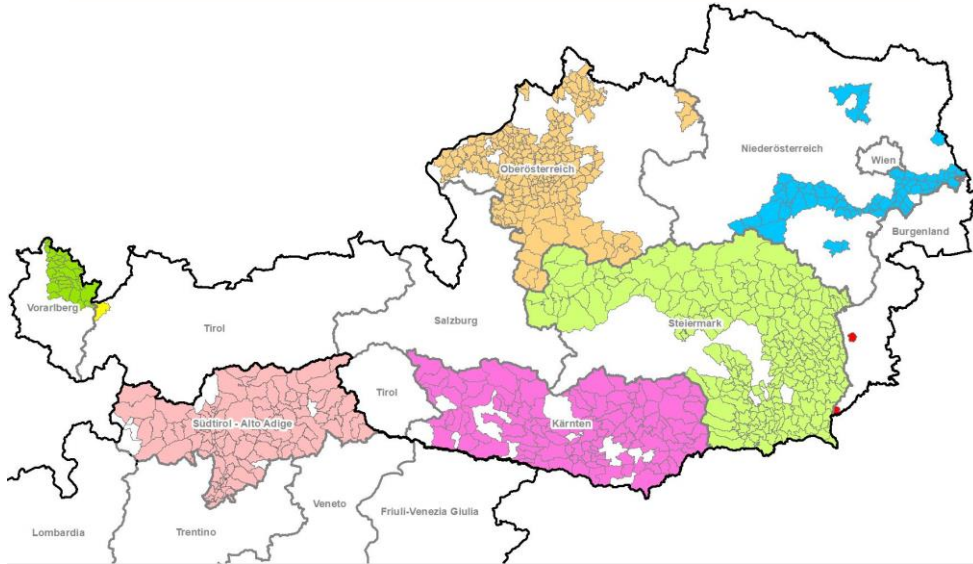 Niederösterreich
Wien
Oberösterreich
Burgenland
Vorarlberg
Tirol
Salzburg
Steiermark
Tirol
Südtirol - Alto Adige
Kärnten
Veneto
Friuli-Venezia Giulia
Lombardia
Trentino